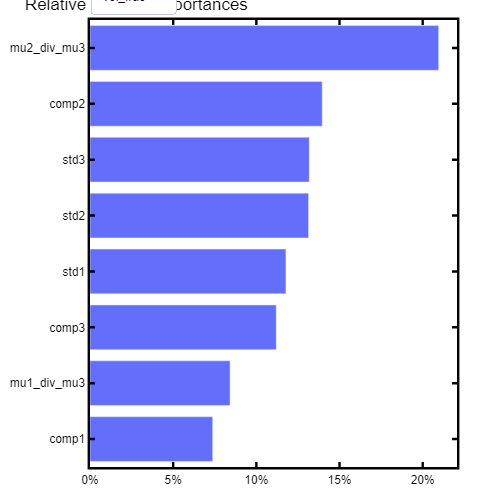 Relative portances
mu2_div_mu3
comp2
std3
std2
std1
comp3
mu1_div_mu3
comp1
0% 5% 10% 15% 20%